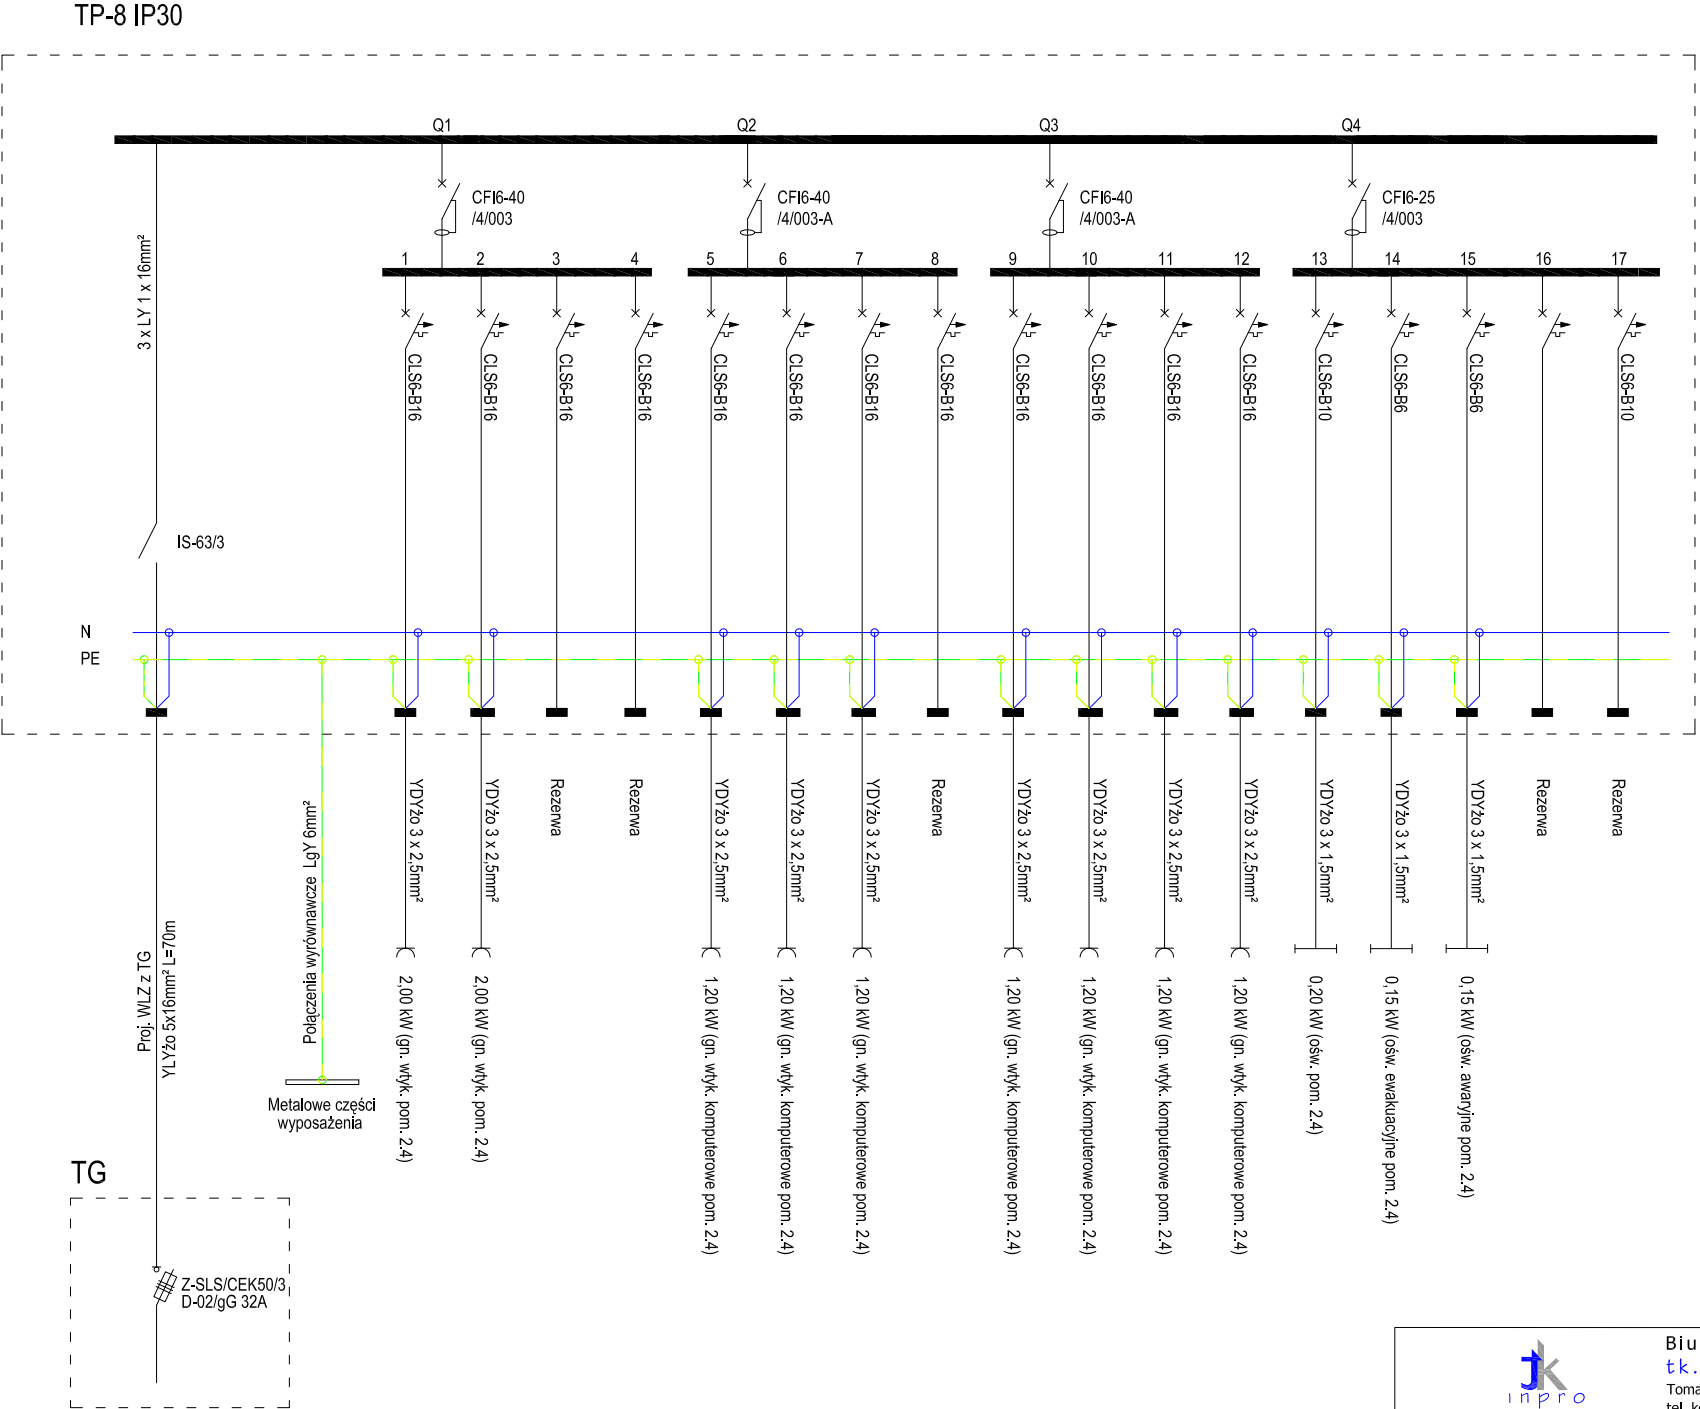 TP-8 IP30
Q1
Q2
Q3
Q4
CFI6-40
/4/003
CFI6-40
/4/003-A
CFI6-40
/4/003-A
CFI6-25
/4/003
3 x LY 1 x 16mm²
1
2
3
4
5
6
7
8
9
10
11
12
13
14
15
16
17
CLS6-B16
CLS6-B16
CLS6-B16
CLS6-B16
CLS6-B16
CLS6-B16
CLS6-B16
CLS6-B16
CLS6-B16
CLS6-B16
CLS6-B16
CLS6-B16
CLS6-B10
CLS6-B6
CLS6-B6
CLS6-B10
IS-63/3
N
PE
Proj. WLZ z TG
YLYżo 5x16mm² L=70m
Połączenia wyrównawcze LgY 6mm²
YDYżo 3 x 2,5mm²
YDYżo 3 x 2,5mm²
Rezerwa
Rezerwa
YDYżo 3 x 2,5mm²
YDYżo 3 x 2,5mm²
YDYżo 3 x 2,5mm²
Rezerwa
YDYżo 3 x 2,5mm²
YDYżo 3 x 2,5mm²
YDYżo 3 x 2,5mm²
YDYżo 3 x 2,5mm²
YDYżo 3 x 1,5mm²
YDYżo 3 x 1,5mm²
YDYżo 3 x 1,5mm²
Rezerwa
Rezerwa
2,00 kW (gn. wtyk. pom. 2.4)
2,00 kW (gn. wtyk. pom. 2.4)
1,20 kW (gn. wtyk. komputerowe pom. 2.4)
1,20 kW (gn. wtyk. komputerowe pom. 2.4)
1,20 kW (gn. wtyk. komputerowe pom. 2.4)
1,20 kW (gn. wtyk. komputerowe pom. 2.4)
1,20 kW (gn. wtyk. komputerowe pom. 2.4)
1,20 kW (gn. wtyk. komputerowe pom. 2.4)
1,20 kW (gn. wtyk. komputerowe pom. 2.4)
0,20 kW (ośw. pom. 2.4)
0,15 kW (ośw. ewakuacyjne pom. 2.4)
0,15 kW (ośw. awaryjne pom. 2.4)
Metalowe części
wyposażenia
TG
Z-SLS/CEK50/3
D-02/gG 32A
jk
inpro
Biu
tk.
Toma
tel.